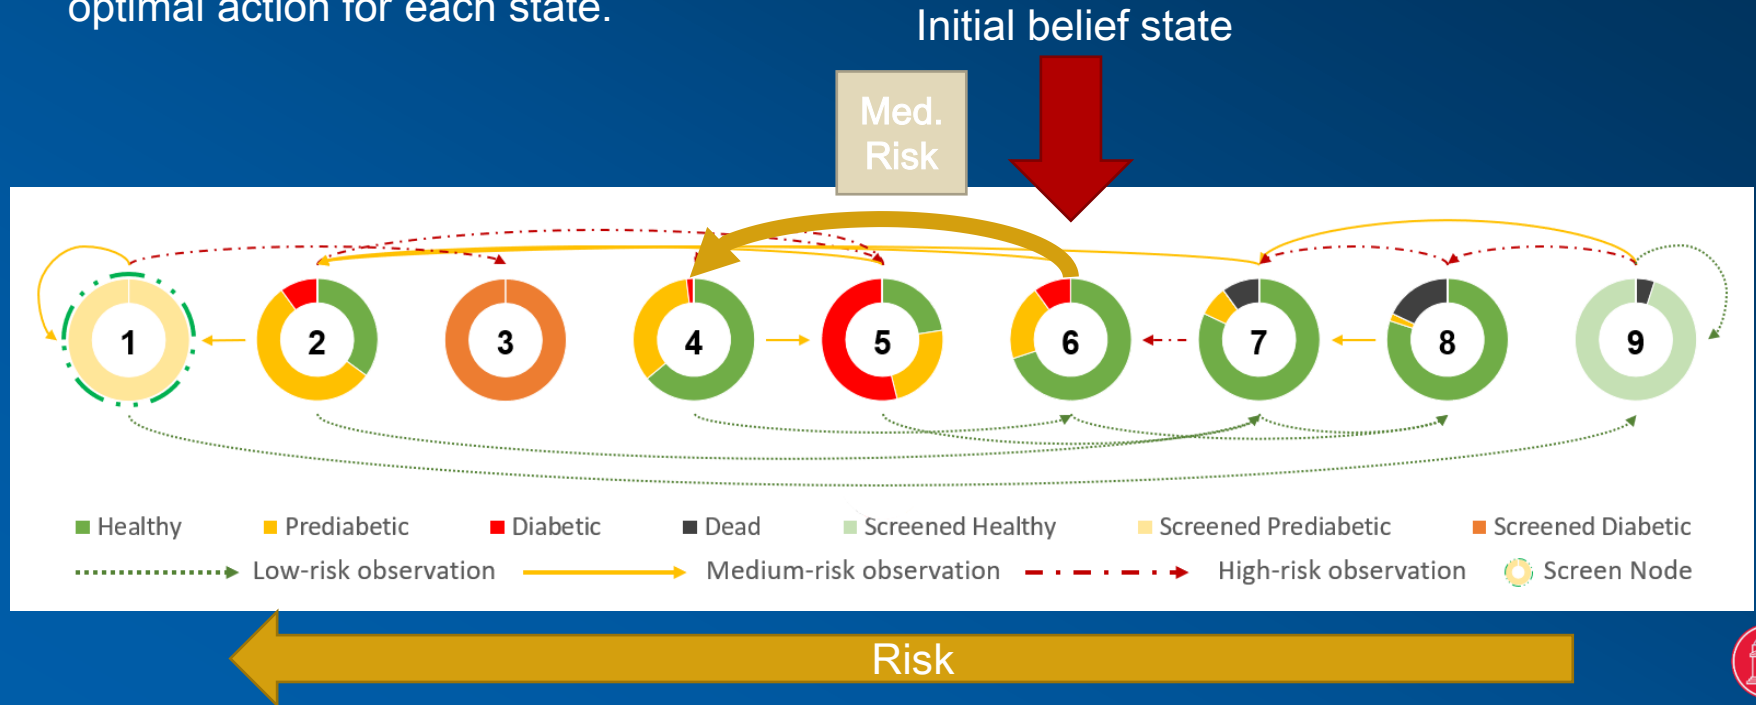 optimal action for each state.
Initial belief state
Med.
Risk
1 2 3 4 5 6 7 8 9
Healthy Prediabetic Diabetic Dead Screened Healthy Screened Prediabetic Screened Diabetic
Low-risk observation Medium-risk observation High-risk observation Screen Node
Risk